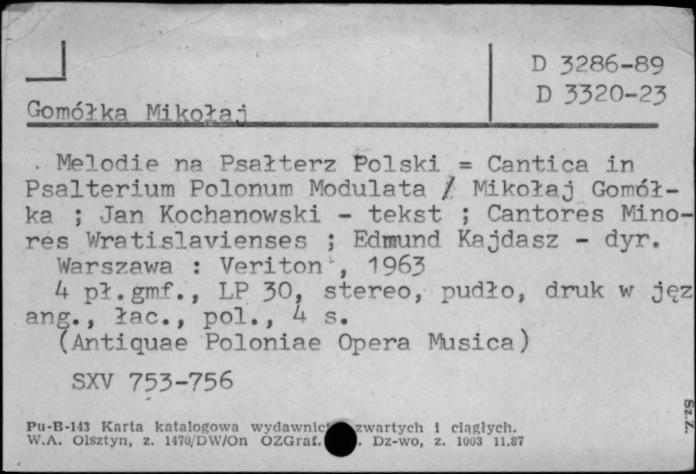 D 3286-89
D 3320-23
Gomółka Mikołaj
. Melodie na Psałterz Polski = Cantica in
Psalterium Polonum Modulata / Mikołaj Gomół-
ka ; Jan Kochanowski - tekst ; Cantores Mino-
res Wratislavienses ; Edmund Kajdasz - dyr.
Warszawa : Veriton , 1963
4 pł.gmf., LP 30, stereo, pudło, druk w jęz
ang., łac., pol., 4 s.
(Antiquae Poloniae Opera Musica)
SXV 753-756
Pu-B-143 Karta katalogowa wydawnic zwartych i ciągłych.
W.A. Olsztyn, z. 1470/DW/On OZGraf. . Dz-wo, z. 1003 11.87
Sz.Z.